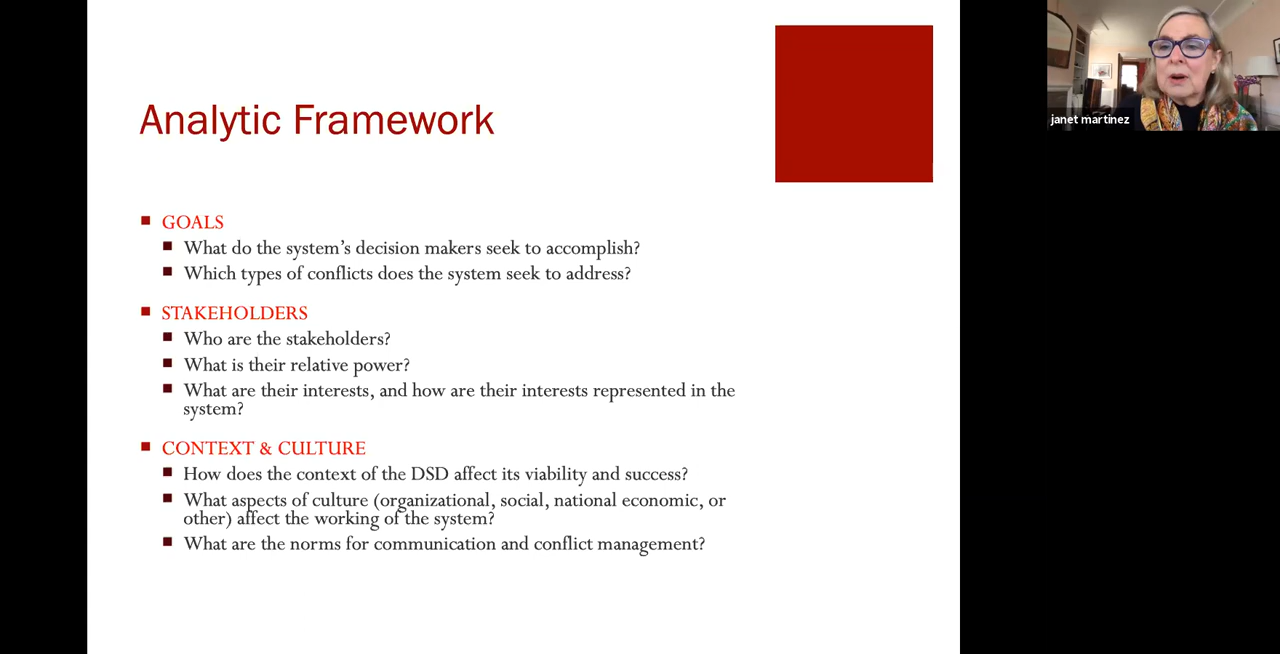 Analytic Framework
GOALS
What do the system’s decision makers seek to accomplish?
Which types of conflicts does the system seek to address?
STAKEHOLDERS
Who are the stakeholders?
What is their relative power?
What are their interests, and how are their interests represented in the
system?
CONTEXT & CULTURE
How does the context of the DSD affect its viability and success?
What aspects of culture (organizational, social, national economic, or
other) affect the working of the system?
What are the norms for communication and conflict management?
janet martinez